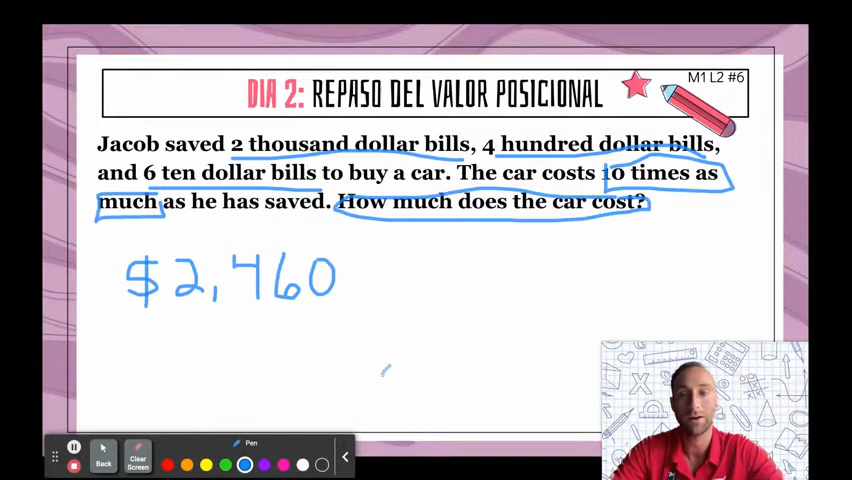 DIA 2: REPASO DEL VALOR POSICIONAL
M1 L2 #6
Jacob saved 2 thousand dollar bills, 4 hundred dollar bills,
and 6 ten dollar bills to buy a car. The car costs 10 times as
much as he has saved. How much does the car cost?
$2,460
Pen
Back
Clear
Screen